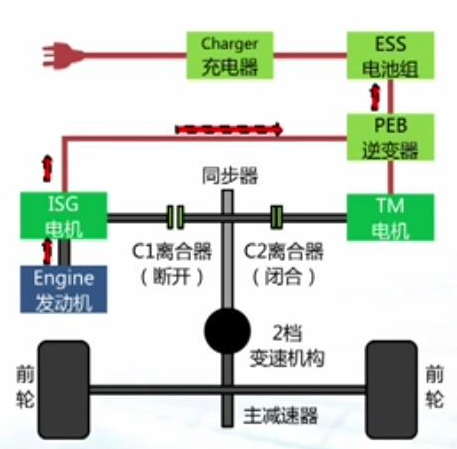 Charger
充电器
ESS
电池组
PEB
逆变器
同步器
ISG
电机
TM
电机
C1离合器
（断开）
C2离合器
（闭合）
Engine
发动机
2档
变速机构
前
轮
前
轮
主减速器